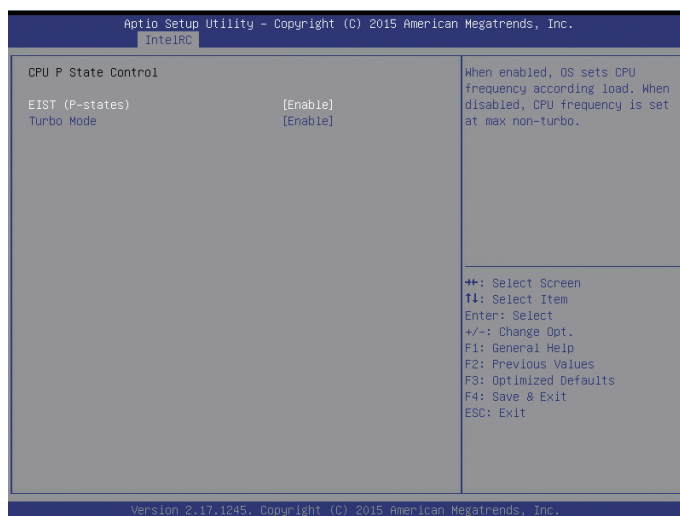 Aptio Setup Utility – Copyright (C) 2015 American Megatrends, Inc.
IntelRC
CPU P State Control
EIST (P-states) [Enable]
Turbo Mode [Enable]
When enabled, OS sets CPU
frequency according load. When
disabled, CPU frequency is set
at max non-turbo.
→←: Select Screen
↑↓: Select Item
Enter: Select
+/-: Change Opt.
F1: General Help
F2: Previous Values
F3: Optimized Defaults
F4: Save & Exit
ESC: Exit
Version 2.17.1245. Copyright (C) 2015 American Megatrends, Inc.